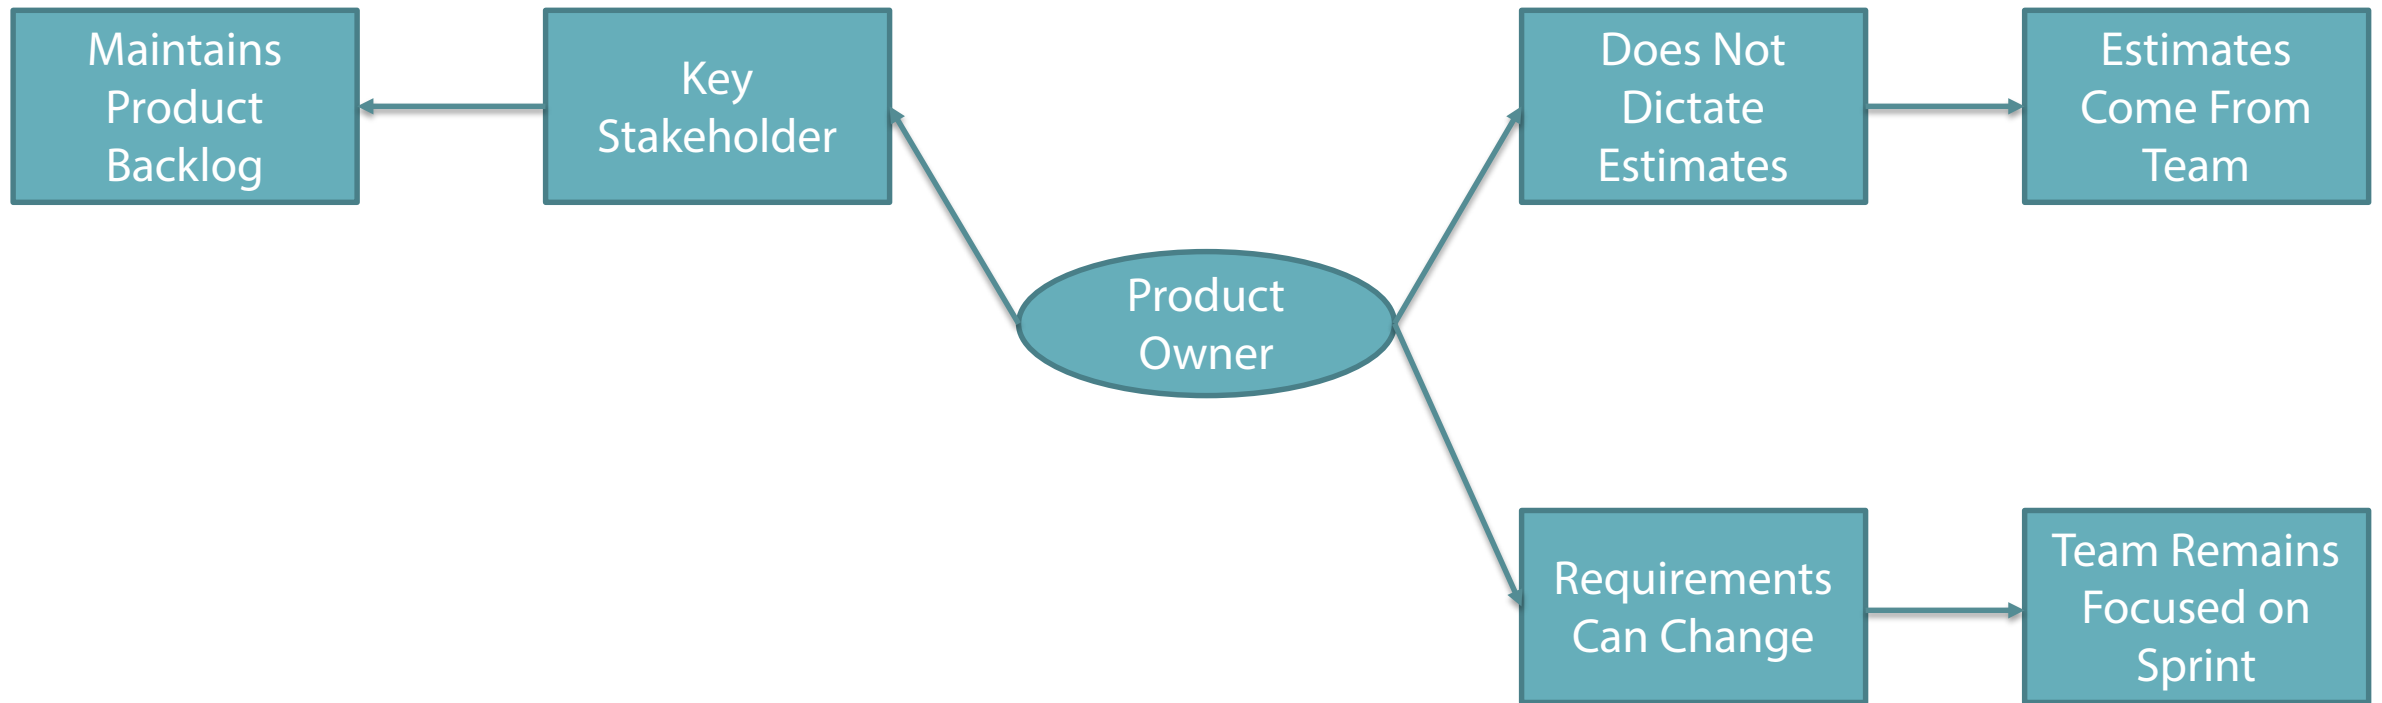 Maintains
Product
Backlog
Key
Stakeholder
Does Not
Dictate
Estimates
Estimates
Come From
Team
Product
Owner
Requirements
Can Change
Team Remains
Focused on
Sprint